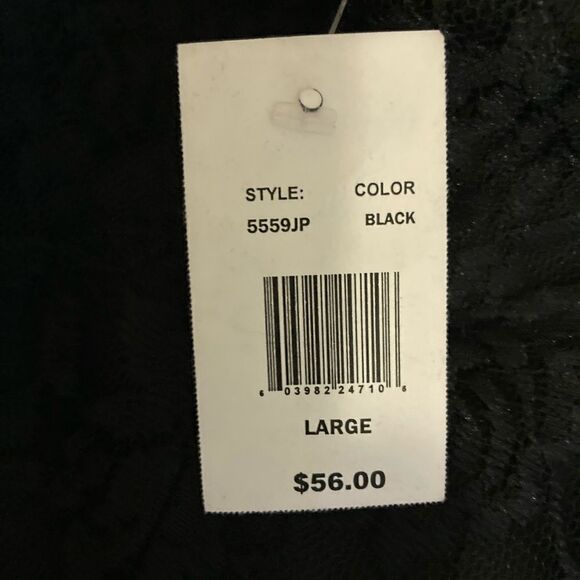 STYLE: COLOR
5559JP BLACK
6 03982 24710 6
LARGE
$56.00